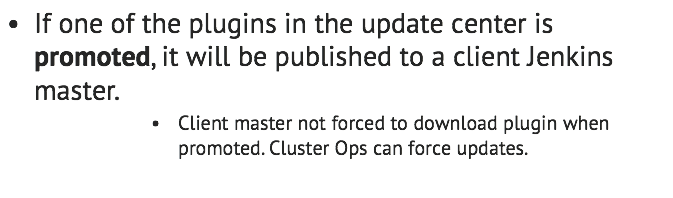 • If one of the plugins in the update center is
promoted, it will be published to a client Jenkins
master.
• Client master not forced to download plugin when
promoted. Cluster Ops can force updates.